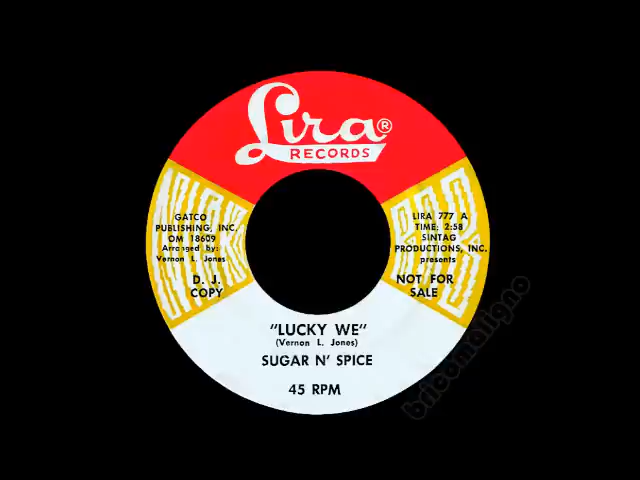 Lira®
RECORDS
GATCO
PUBLISHING, INC.
OM 18609
Arranged by:
Vernon L. Jones
D. J.
COPY
LIRA 777 A
TIME: 2:58
SINTAG
PRODUCTIONS, INC.
presents
NOT FOR
SALE
"LUCKY WE"
(Vernon L. Jones)
SUGAR N' SPICE
45 RPM
bribomaligno